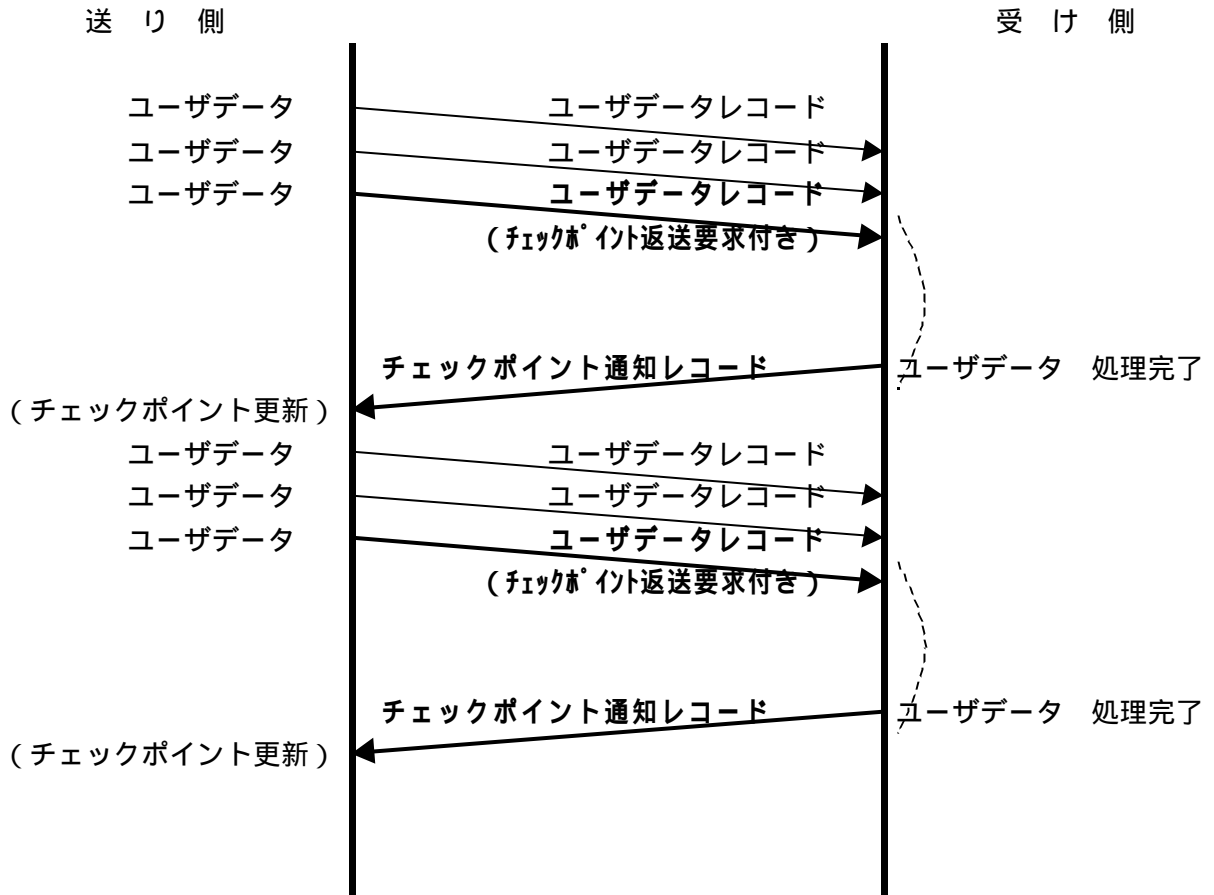 送 り 側 受 け 側
ユーザデータ ユーザデータレコード
ユーザデータ ユーザデータレコード
ユーザデータ ユーザデータレコード
(ﾁｪｯｸﾎﾟｲﾝﾄ返送要求付き)
チェックポイント通知レコード ユーザデータ 処理完了
(チェックポイント更新)
ユーザデータ ユーザデータレコード
ユーザデータ ユーザデータレコード
ユーザデータ ユーザデータレコード
(ﾁｪｯｸﾎﾟｲﾝﾄ返送要求付き)
チェックポイント通知レコード ユーザデータ 処理完了
(チェックポイント更新)